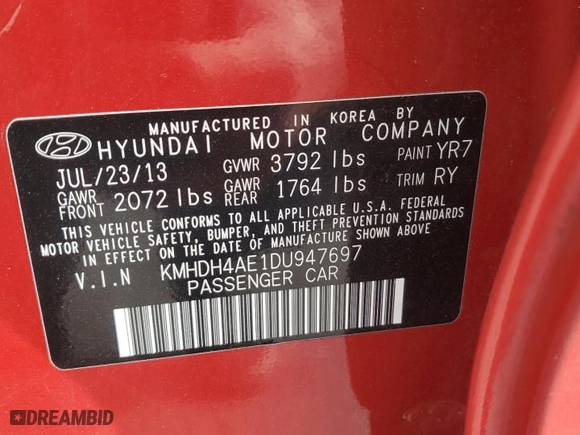 MANUFACTURED IN KOREA BY
HYUNDAI MOTOR COMPANY
JUL/23/13 GVWR 3792 lbs PAINT YR7
GAWR FRONT 2072 lbs GAWR REAR 1764 lbs TRIM RY
THIS VEHICLE CONFORMS TO ALL APPLICABLE U.S.A. FEDERAL
MOTOR VEHICLE SAFETY, BUMPER, AND THEFT PREVENTION STANDARDS
IN EFFECT ON THE DATE OF MANUFACTURE SHOWN ABOVE
V.I.N KMHDH4AE1DU947697
PASSENGER CAR
DREAMBID